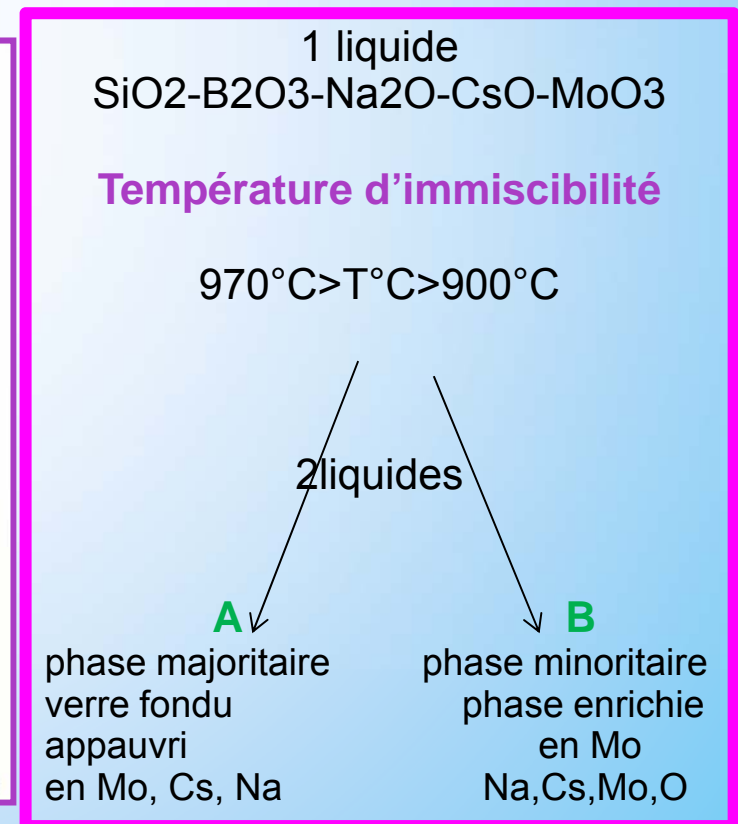 1 liquide
SiO2-B2O3-Na2O-CsO-MoO3
Température d’immiscibilité
970°C>T°C>900°C
2liquides
A
phase majoritaire
verre fondu
appauvri
en Mo, Cs, Na
B
phase minoritaire
phase enrichie
en Mo
Na,Cs,Mo,O